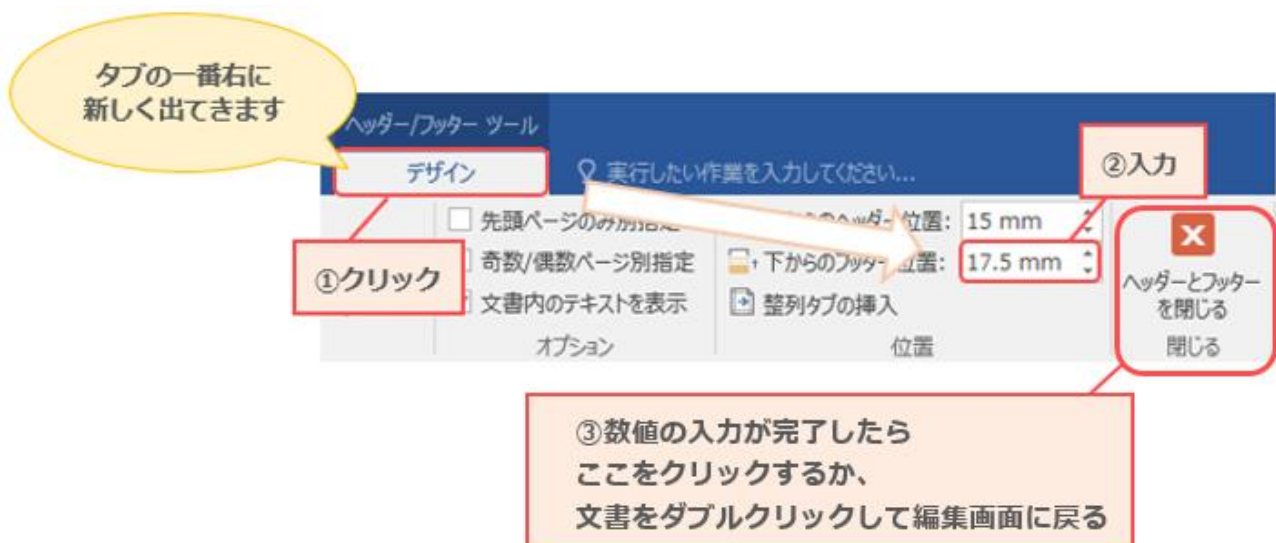 タブの一番右に
新しく出てきます
ヘッダー/フッター ツール
デザイン
実行したい作業を入力してください...
②入力
先頭ページのみ別指定
位置:
15 mm
①クリック
奇数/偶数ページ別指定
下からのフッター位置:
17.5 mm
文書内のテキストを表示
整列タブの挿入
ヘッダーとフッター
を閉じる
オプション
位置
閉じる
③数値の入力が完了したら
ここをクリックするか、
文書をダブルクリックして編集画面に戻る